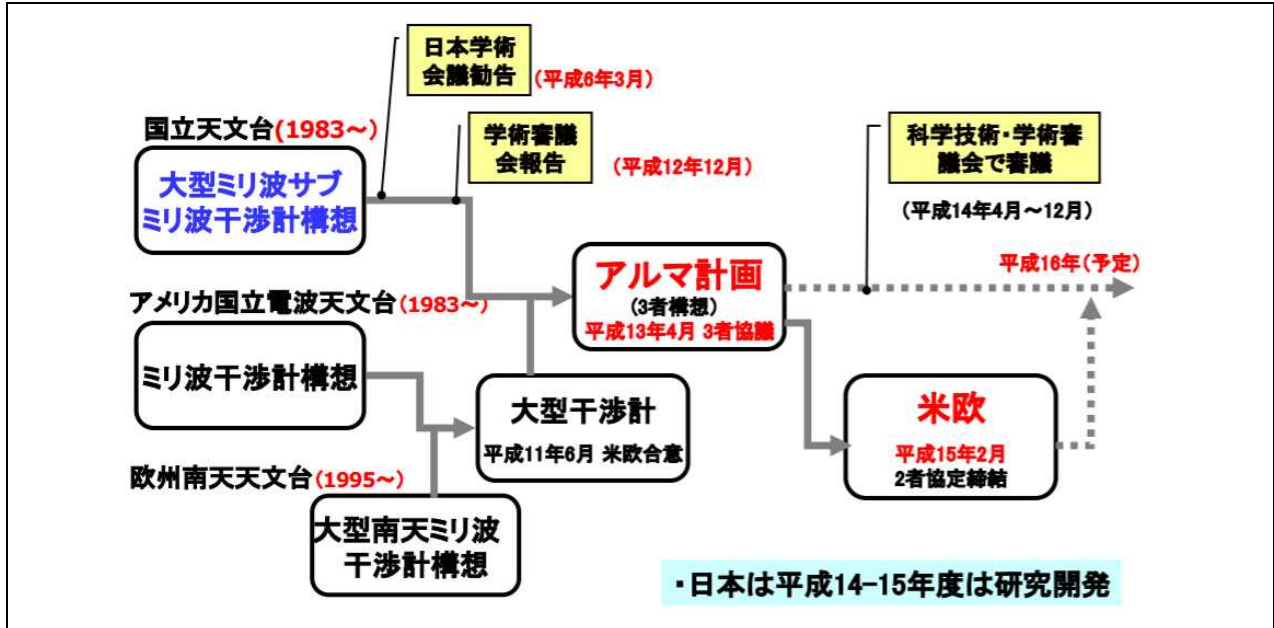 日本学術
会議勧告
(平成6年3月)
国立天文台(1983～)
学術審議
会報告
(平成12年12月)
科学技術・学術審
議会で審議
(平成14年4月～12月)
大型ミリ波サブ
ミリ波干渉計構想
アルマ計画
(3者構想)
平成13年4月 3者協議
平成16年(予定)
アメリカ国立電波天文台(1983～)
ミリ波干渉計構想
大型干渉計
平成11年6月 米欧合意
米欧
平成15年2月
2者協定締結
欧州南天天文台(1995～)
大型南天ミリ波
干渉計構想
・日本は平成14-15年度は研究開発